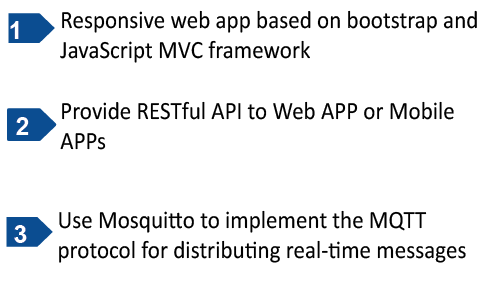 1 Responsive web app based on bootstrap and
JavaScript MVC framework
2 Provide RESTful API to Web APP or Mobile
APPs
3 Use Mosquitto to implement the MQTT
protocol for distributing real-time messages